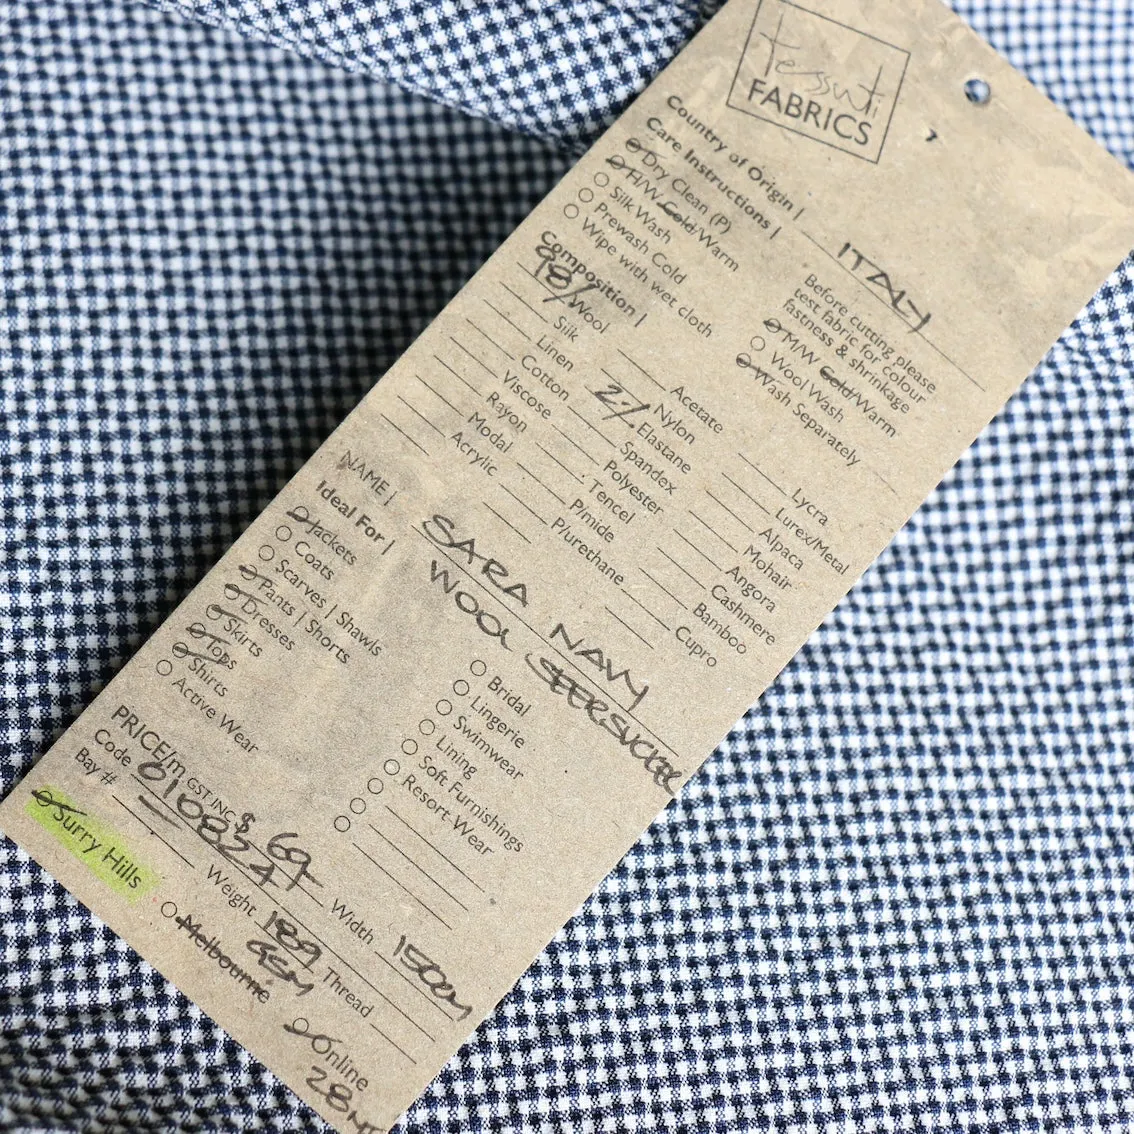 tessuti
FABRICS
Country of Origin | ITALY
Care Instructions |
Dry Clean (P)
H/W Cold/Warm
Silk Wash
Prewash Cold
Wipe with wet cloth
Before cutting please
test fabric for colour
fastness & shrinkage
M/W Cold/Warm
Wool Wash
Wash Separately
Composition |
98% Wool
Silk
Linen
Cotton
Viscose
Rayon
Modal
Acrylic
Acetate
Nylon
2% Elastane
Spandex
Polyester
Tencel
P/mide
P/urethane
Lycra
Lurex/Metal
Alpaca
Mohair
Angora
Cashmere
Bamboo
Cupro
NAME | SARA NAVY
WOOL SEERSUCKER
Ideal For |
Jackets
Coats
Scarves | Shawls
Pants | Shorts
Dresses
Skirts
Tops
Shirts
Active Wear
Bridal
Lingerie
Swimwear
Lining
Soft Furnishings
Resort Wear
PRICE/m GST INC $ 69 Width 150cm
Code 0108224 Weight 189 GSM Thread
Bay #
Surry Hills
Melbourne
Online